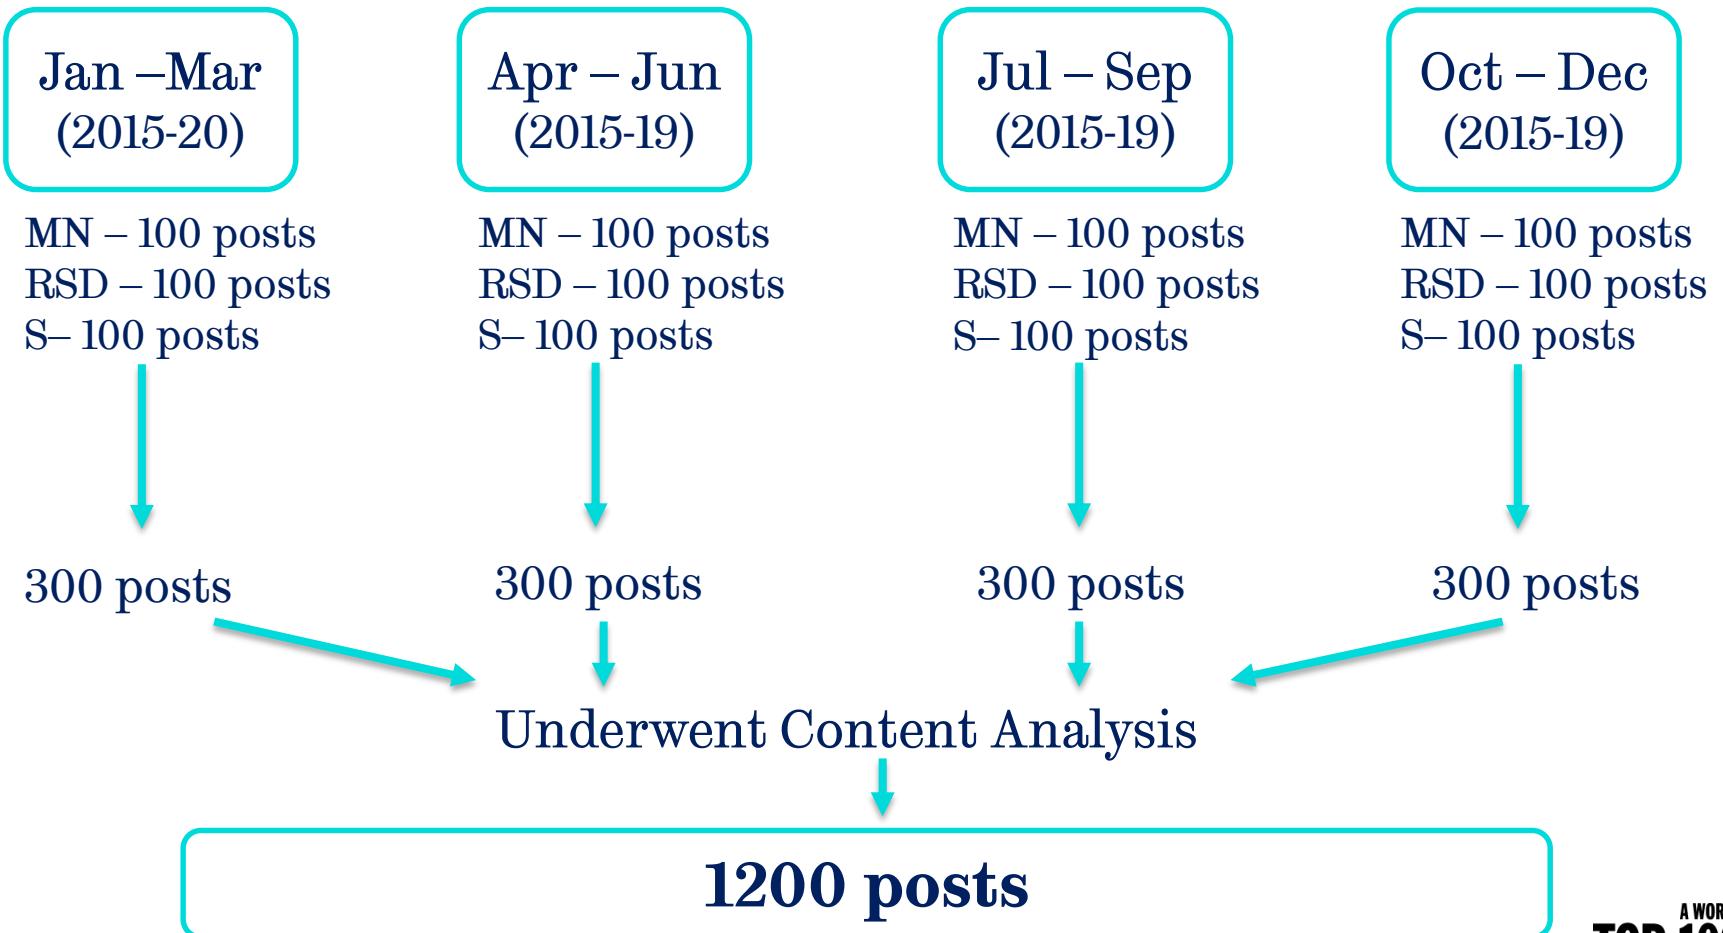 Jan –Mar
(2015-20)
Apr – Jun
(2015-19)
Jul – Sep
(2015-19)
Oct – Dec
(2015-19)
MN – 100 posts
RSD – 100 posts
S– 100 posts
MN – 100 posts
RSD – 100 posts
S– 100 posts
MN – 100 posts
RSD – 100 posts
S– 100 posts
MN – 100 posts
RSD – 100 posts
S– 100 posts
300 posts
300 posts
300 posts
300 posts
Underwent Content Analysis
1200 posts